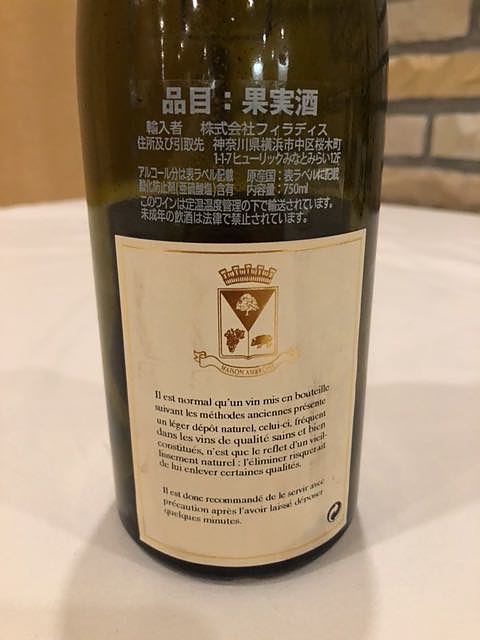 品目：果実酒
輸入者　株式会社フィラディス
住所及び引取先　神奈川県横浜市中区桜木町
1-1-7ヒューリックみなとみらい12F
アルコール分は表ラベル記載　原産国：表ラベルに記載
酸化防止剤(亜硫酸塩)含有　内容量：750ml
このワインは定温温度管理の下で輸送されています。
未成年の飲酒は法律で禁止されています。
MAISON AMBROISE
Il est normal qu'un vin mis en bouteille
suivant les méthodes anciennes présente
un léger dépôt naturel, celui-ci, fréquent
dans les vins de qualité sains et bien
constitués, n'est que le reflet d'un vieil-
lissement naturel : l'éliminer risquerait
de lui enlever certaines qualités.
Il est donc recommandé de le servir avec
précaution après l'avoir laissé déposer
quelques minutes.